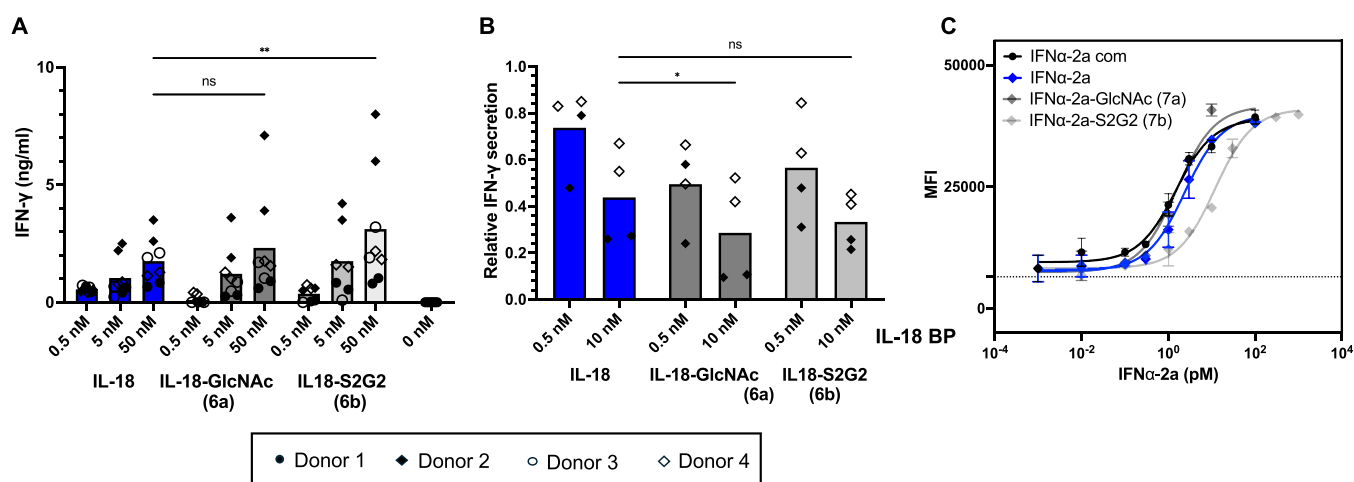 A
IFN-γ (ng/ml)
10
5
0
**
ns
0.5 nM
5 nM
50 nM
0.5 nM
5 nM
50 nM
0.5 nM
5 nM
50 nM
0 nM
IL-18
IL-18-GlcNAc
(6a)
IL18-S2G2
(6b)
B
Relative IFN-γ secretion
1.0
0.8
0.6
0.4
0.2
0.0
ns
*
0.5 nM
10 nM
0.5 nM
10 nM
0.5 nM
10 nM
IL-18 BP
IL-18
IL-18-GlcNAc
(6a)
IL18-S2G2
(6b)
C
MFI
50000
25000
0
IFNα-2a com
IFNα-2a
IFNα-2a-GlcNAc (7a)
IFNα-2a-S2G2 (7b)
10⁻⁴
10⁻²
10⁰
10²
10⁴
IFNα-2a (pM)
Donor 1
Donor 2
Donor 3
Donor 4